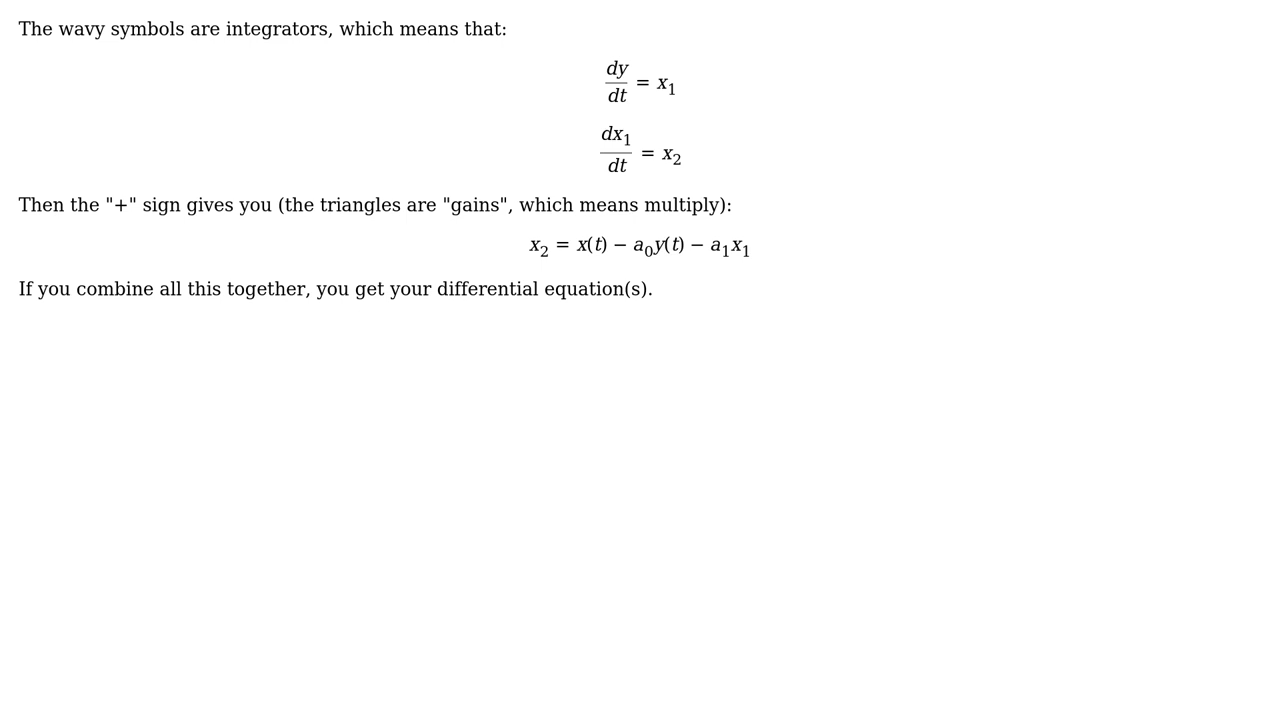 The wavy symbols are integrators, which means that:
dy/dt = x₁
dx₁/dt = x₂
Then the "+" sign gives you (the triangles are "gains", which means multiply):
x₂ = x(t) − a₀y(t) − a₁x₁
If you combine all this together, you get your differential equation(s).